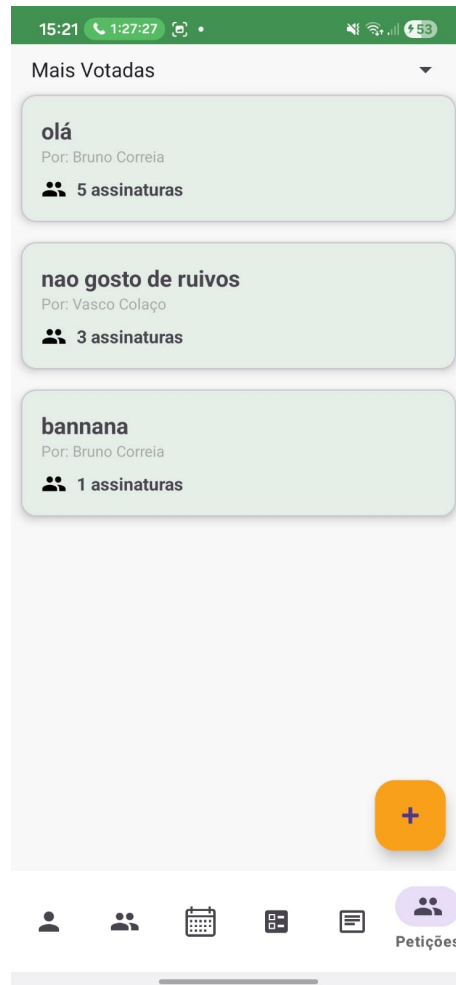 15:21 1:27:27 53
Mais Votadas
olá
Por: Bruno Correia
5 assinaturas
nao gosto de ruivos
Por: Vasco Colaço
3 assinaturas
bannana
Por: Bruno Correia
1 assinaturas
+
Petições